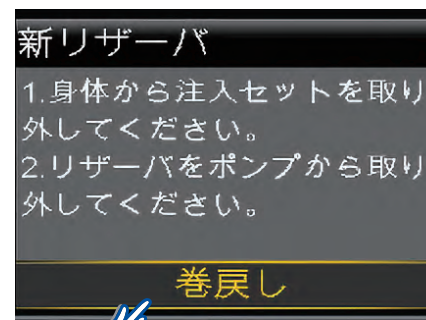 新リザーバ
1.身体から注入セットを取り
外してください。
2.リザーバをポンプから取り
外してください。
巻戻し